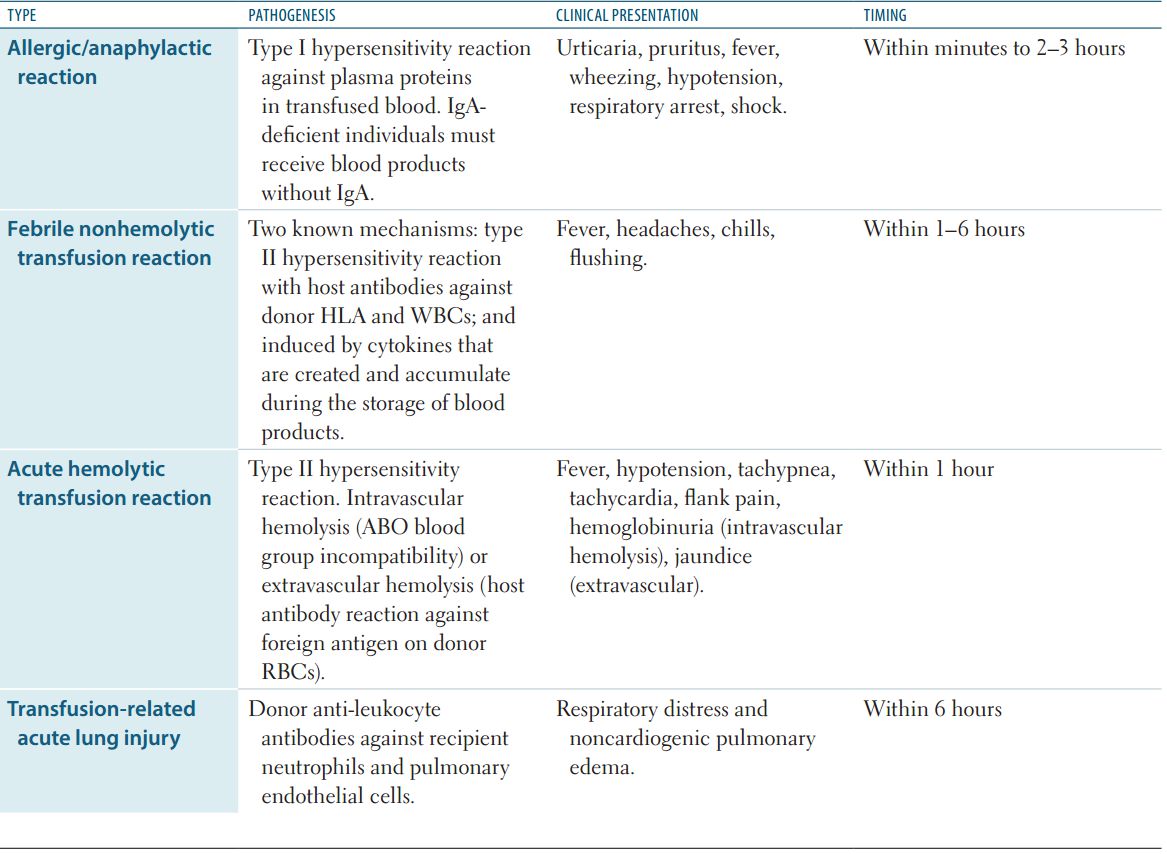 TYPE PATHOGENESIS CLINICAL PRESENTATION TIMING
Allergic/anaphylactic
reaction
Type I hypersensitivity reaction
against plasma proteins
in transfused blood. IgA-
deficient individuals must
receive blood products
without IgA.
Urticaria, pruritus, fever,
wheezing, hypotension,
respiratory arrest, shock.
Within minutes to 2–3 hours
Febrile nonhemolytic
transfusion reaction
Two known mechanisms: type
II hypersensitivity reaction
with host antibodies against
donor HLA and WBCs; and
induced by cytokines that
are created and accumulate
during the storage of blood
products.
Fever, headaches, chills,
flushing.
Within 1–6 hours
Acute hemolytic
transfusion reaction
Type II hypersensitivity
reaction. Intravascular
hemolysis (ABO blood
group incompatibility) or
extravascular hemolysis (host
antibody reaction against
foreign antigen on donor
RBCs).
Fever, hypotension, tachypnea,
tachycardia, flank pain,
hemoglobinuria (intravascular
hemolysis), jaundice
(extravascular).
Within 1 hour
Transfusion-related
acute lung injury
Donor anti-leukocyte
antibodies against recipient
neutrophils and pulmonary
endothelial cells.
Respiratory distress and
noncardiogenic pulmonary
edema.
Within 6 hours